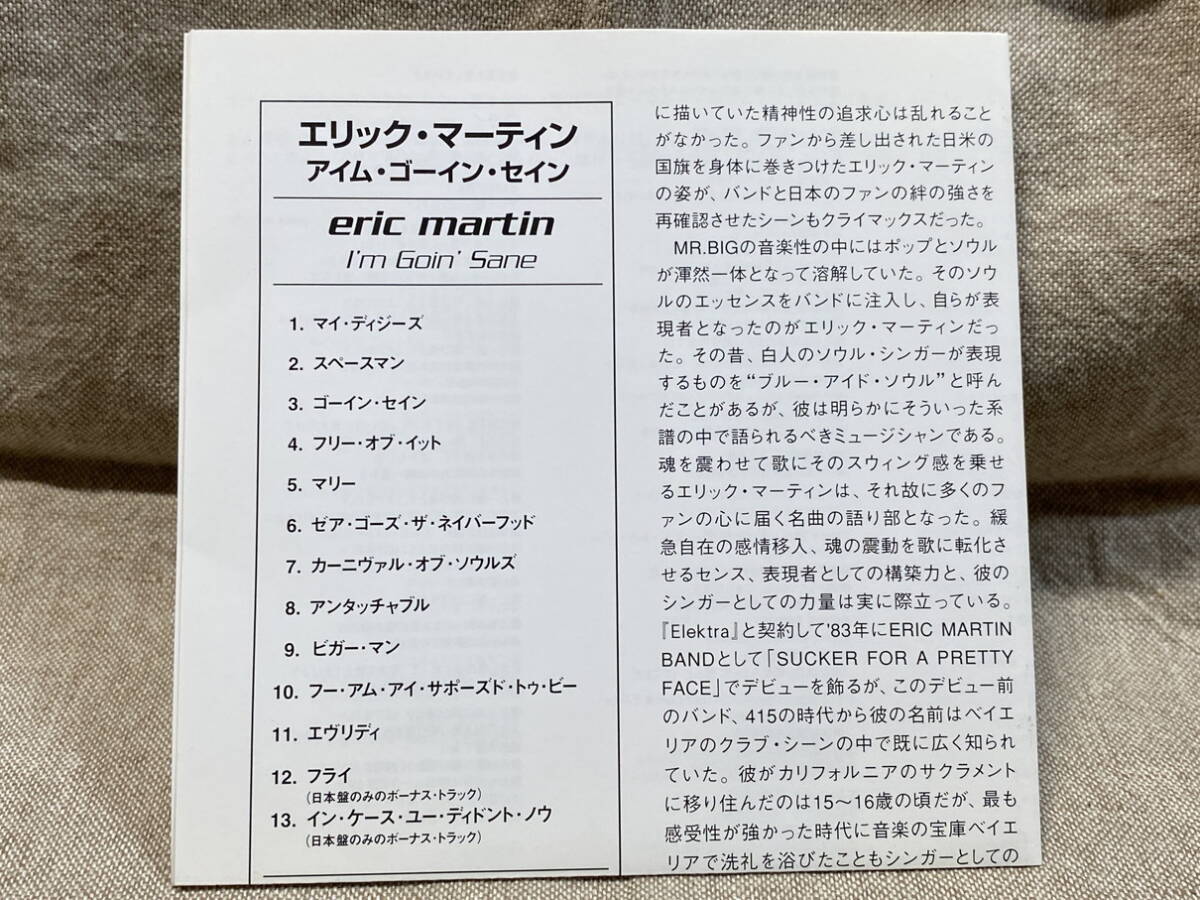 エリック・マーティン
アイム・ゴーイン・セイン
eric martin
I'm Goin' Sane
1. マイ・ディジーズ
2. スペースマン
3. ゴーイン・セイン
4. フリー・オブ・イット
5. マリー
6. ゼア・ゴーズ・ザ・ネイバーフッド
7. カーニヴァル・オブ・ソウルズ
8. アンタッチャブル
9. ビガー・マン
10. フー・アム・アイ・サポーズド・トゥ・ビー
11. エヴリディ
12. フライ
(日本盤のみのボーナス・トラック)
13. イン・ケース・ユー・ディドント・ノウ
(日本盤のみのボーナス・トラック)
に描いていた精神性の追求心は乱れること
がなかった。ファンから差し出された日米の
国旗を身体に巻きつけたエリック・マーティン
の姿が、バンドと日本のファンの絆の強さを
再確認させたシーンもクライマックスだった。
MR.BIGの音楽性の中にはポップとソウル
が渾然一体となって溶解していた。そのソウ
ルのエッセンスをバンドに注入し、自らが表
現者となったのがエリック・マーティンだっ
た。その昔、白人のソウル・シンガーが表現
するものを“ブルー・アイド・ソウル”と呼ん
だことがあるが、彼は明らかにそういった系
譜の中で語られるべきミュージシャンである。
魂を震わせて歌にそのスウィング感を乗せ
るエリック・マーティンは、それ故に多くのフ
ァンの心に届く名曲の語り部となった。緩
急自在の感情移入、魂の震動を歌に転化さ
せるセンス、表現者としての構築力と、彼の
シンガーとしての力量は実に際立っている。
『Elektra』と契約して'83年にERIC MARTIN
BANDとして「SUCKER FOR A PRETTY
FACE」でデビューを飾るが、このデビュー前
のバンド、415の時代から彼の名前はベイエ
リアのクラブ・シーンの中で既に広く知られ
ていた。彼がカリフォルニアのサクラメント
に移り住んだのは15〜16歳の頃だが、最も
感受性が強かった時代に音楽の宝庫ベイエ
リアで洗礼を浴びたこともシンガーとしての